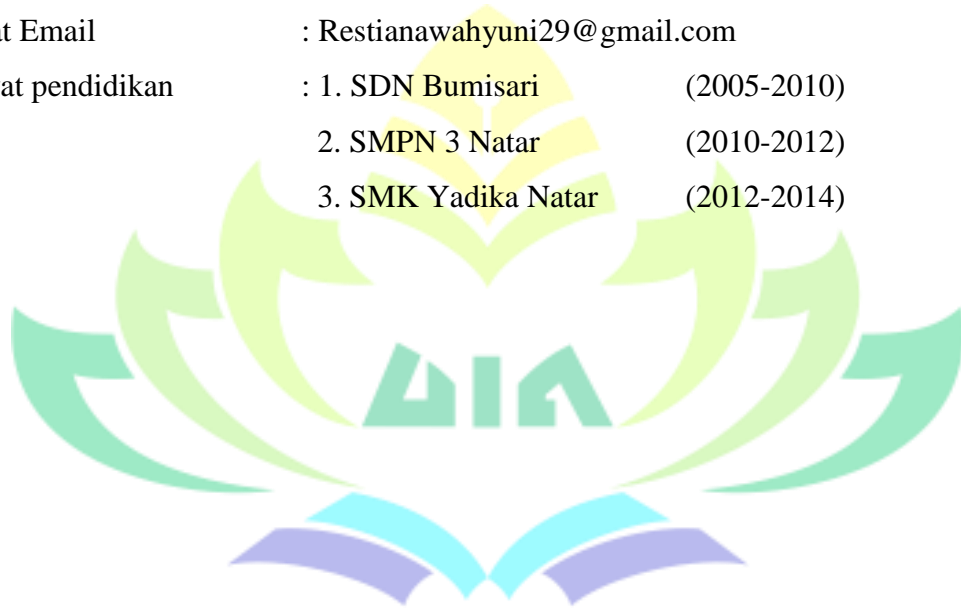 at Email : Restianawahyuni29@gmail.com
at pendidikan : 1. SDN Bumisari (2005-2010)
2. SMPN 3 Natar (2010-2012)
3. SMK Yadika Natar (2012-2014)
UIN